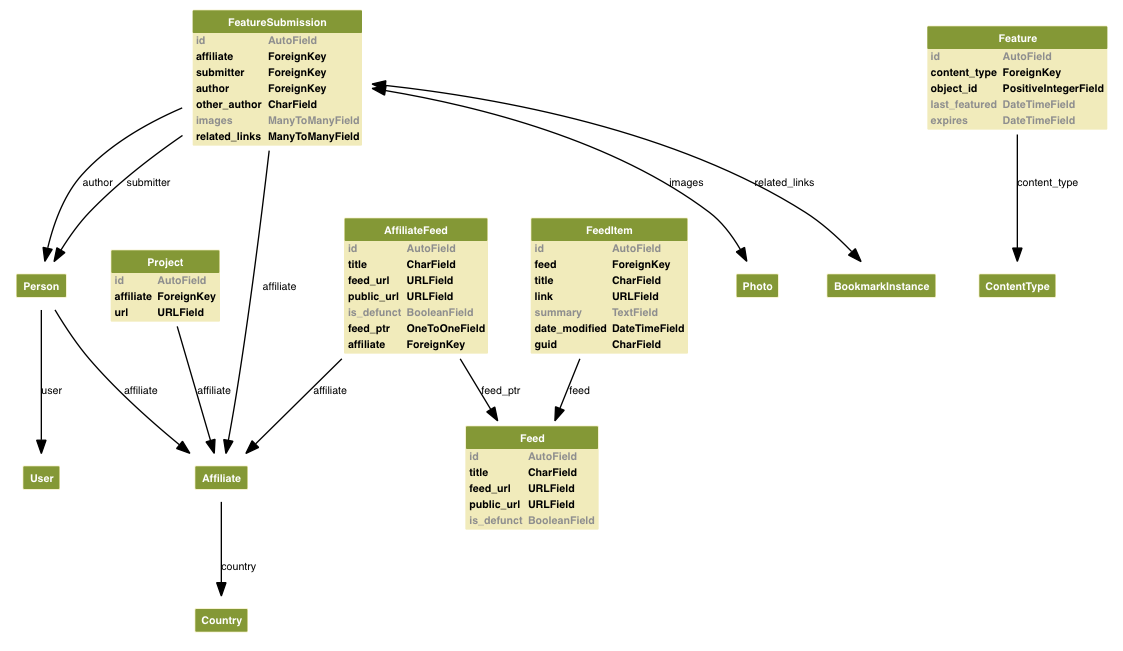 FeatureSubmission
id AutoField
affiliate ForeignKey
submitter ForeignKey
author ForeignKey
other_author CharField
images ManyToManyField
related_links ManyToManyField
Feature
id AutoField
content_type ForeignKey
object_id PositiveIntegerField
last_featured DateTimeField
expires DateTimeField
author
submitter
images
related_links
content_type
Project
id AutoField
affiliate ForeignKey
url URLField
affiliate
AffiliateFeed
id AutoField
title CharField
feed_url URLField
public_url URLField
is_defunct BooleanField
feed_ptr OneToOneField
affiliate ForeignKey
FeedItem
id AutoField
feed ForeignKey
title CharField
link URLField
summary TextField
date_modified DateTimeField
guid CharField
Person
Photo
BookmarkInstance
ContentType
user
affiliate
affiliate
affiliate
feed_ptr
feed
Feed
id AutoField
title CharField
feed_url URLField
public_url URLField
is_defunct BooleanField
User
Affiliate
country
Country